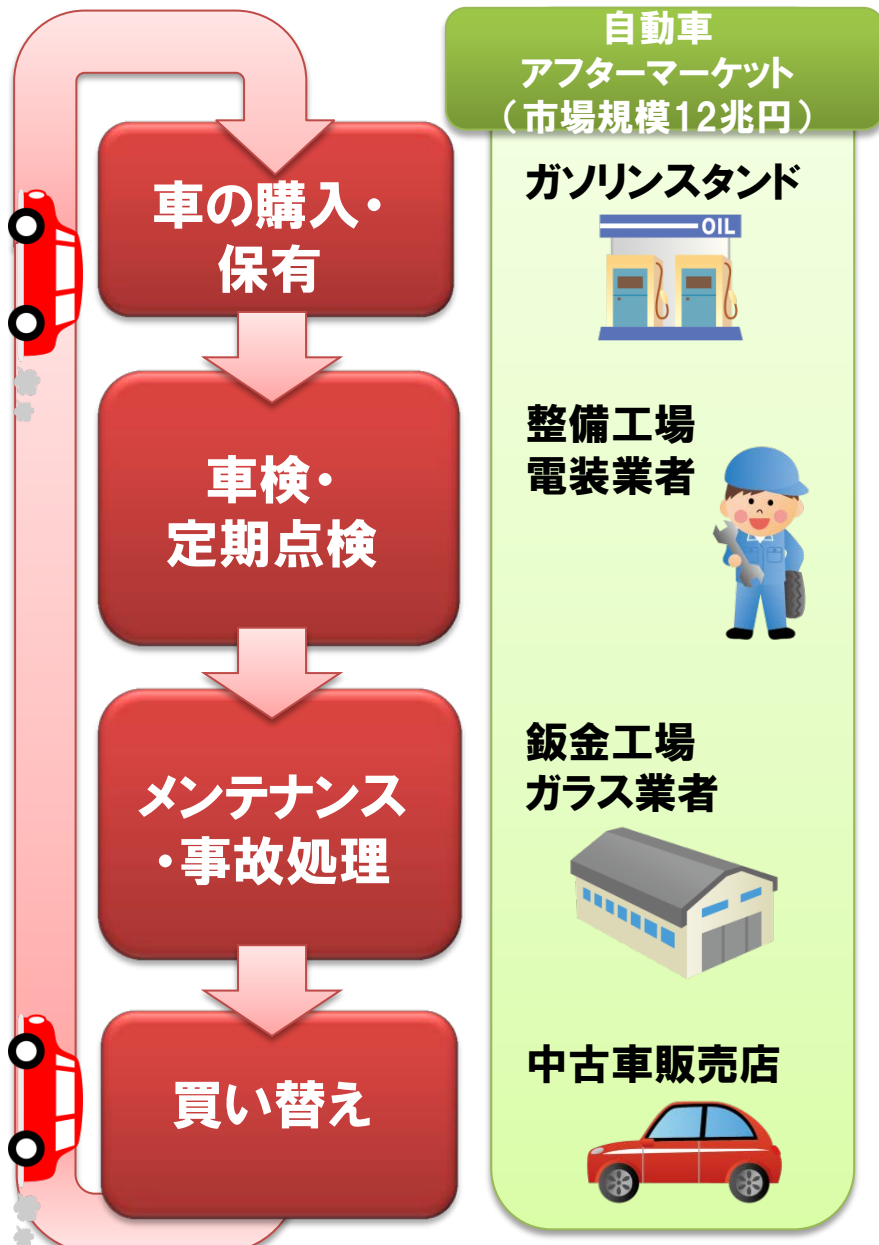 自動車
アフターマーケット
（市場規模12兆円）
車の購入・
保有
ガソリンスタンド
OIL
車検・
定期点検
整備工場
電装業者
メンテナンス
・事故処理
鈑金工場
ガラス業者
買い替え
中古車販売店